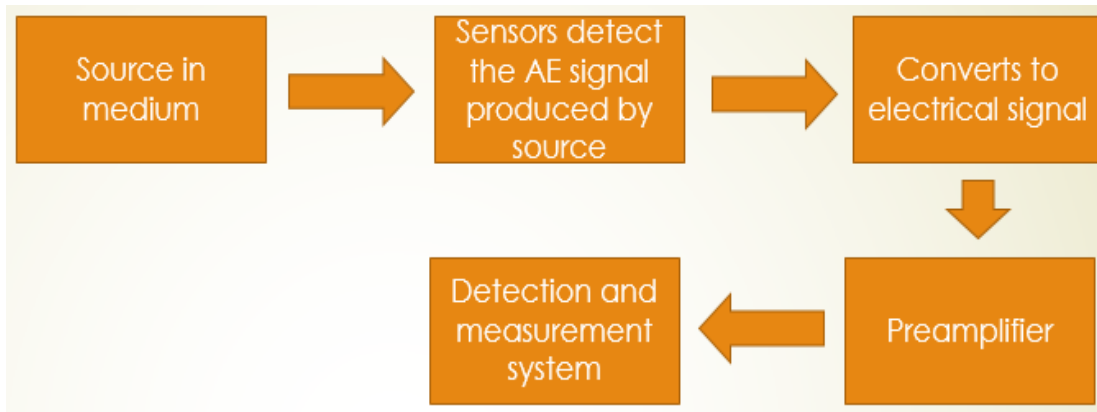 Source in
medium
Sensors detect
the AE signal
produced by
source
Converts to
electrical signal
Preamplifier
Detection and
measurement
system